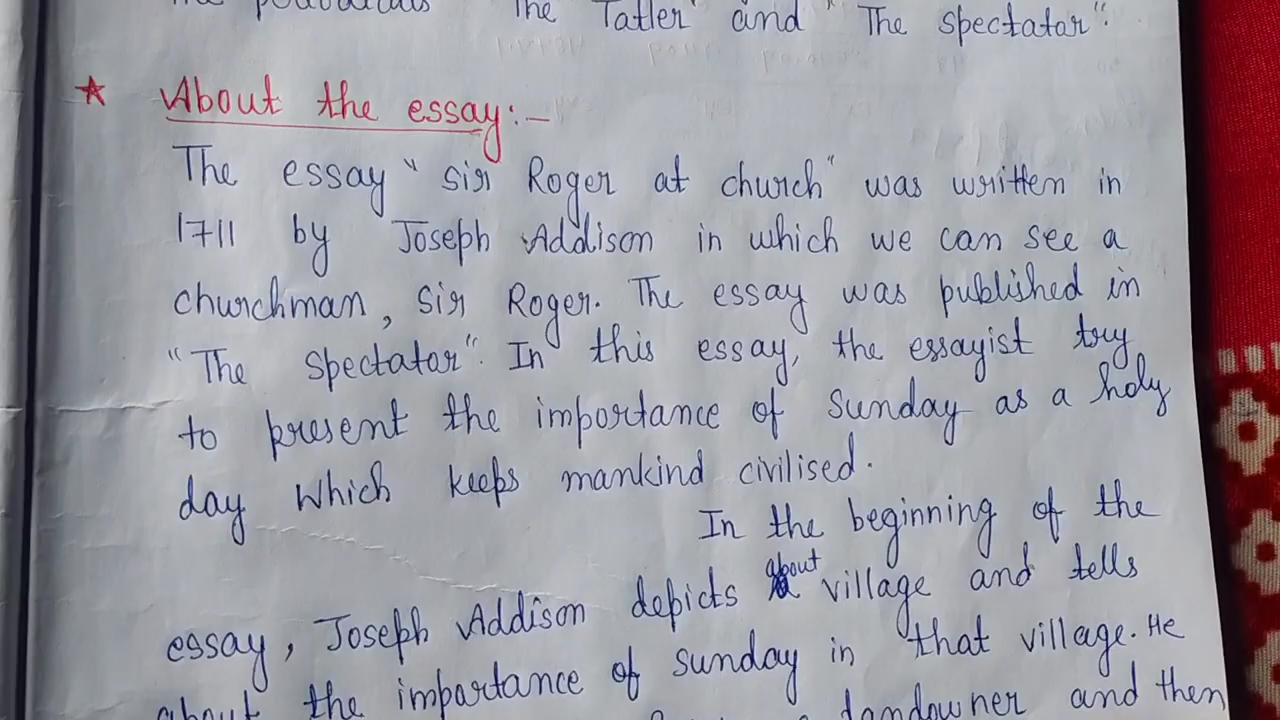 The periodicals "The Tatler" and "The spectator".
★ About the essay:-
The essay "sir Roger at church" was written in
1711 by Joseph Addison in which we can see a
churchman, sir Roger. The essay was published in
"The spectator". In this essay, the essayist try
to present the importance of sunday as a holy
day which keeps mankind civilised.
In the beginning of the
essay, Joseph Addison depicts about village and tells
about the importance of sunday in that village. He
landowner and then